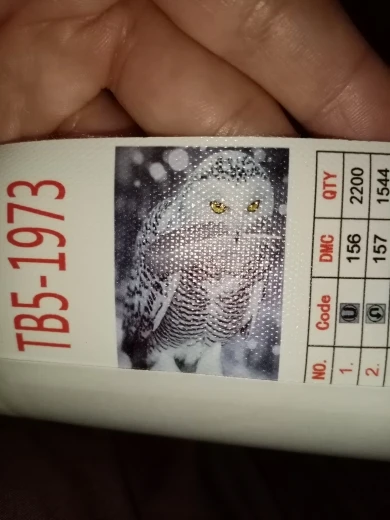 TB5-1973
NO. Code DMC QTY
1. U 156 2200
2. 157 1544